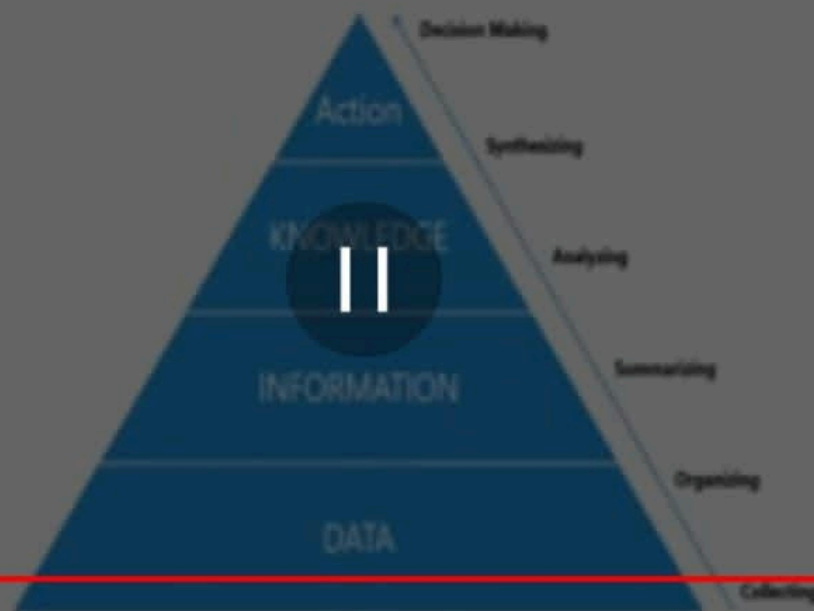 Decision Making
Action
Synthesizing
KNOWLEDGE
Analyzing
Summarizing
INFORMATION
Organizing
DATA
Collecting